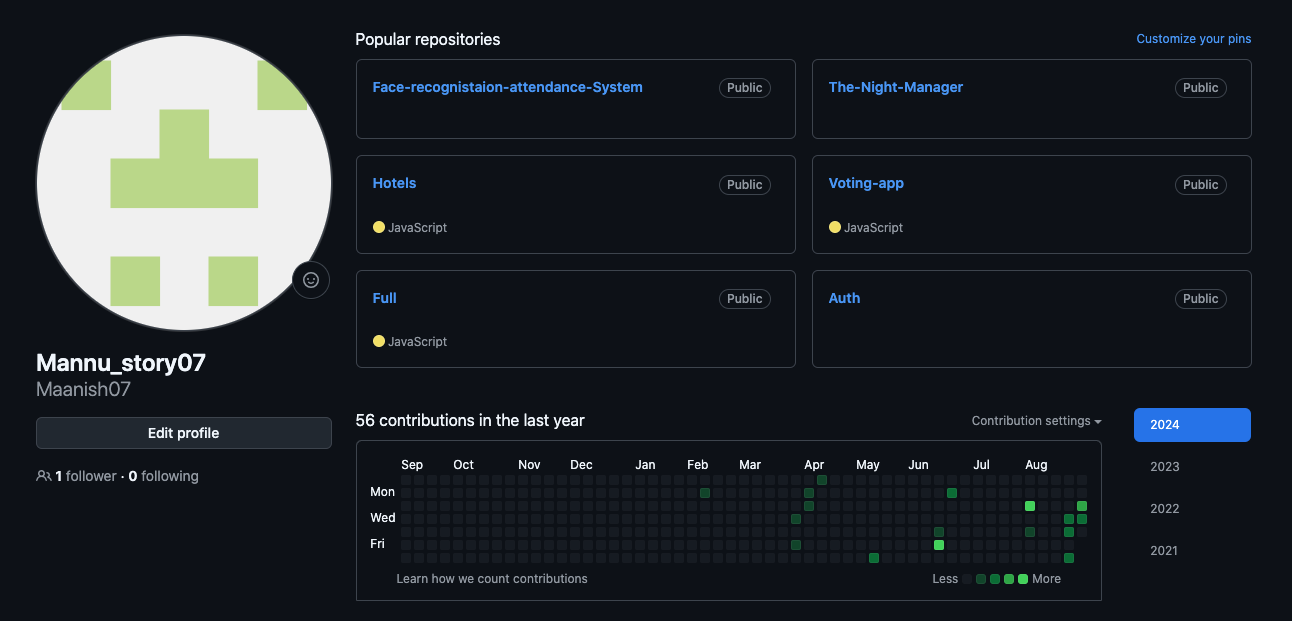 Popular repositories
Customize your pins
Face-recognistaion-attendance-System
Public
The-Night-Manager
Public
Hotels
Public
JavaScript
Voting-app
Public
JavaScript
Full
Public
JavaScript
Auth
Public
Mannu_story07
Maanish07
Edit profile
1 follower · 0 following
56 contributions in the last year
Contribution settings
Sep Oct Nov Dec Jan Feb Mar Apr May Jun Jul Aug
Mon
Wed
Fri
Learn how we count contributions
Less More
2024
2023
2022
2021